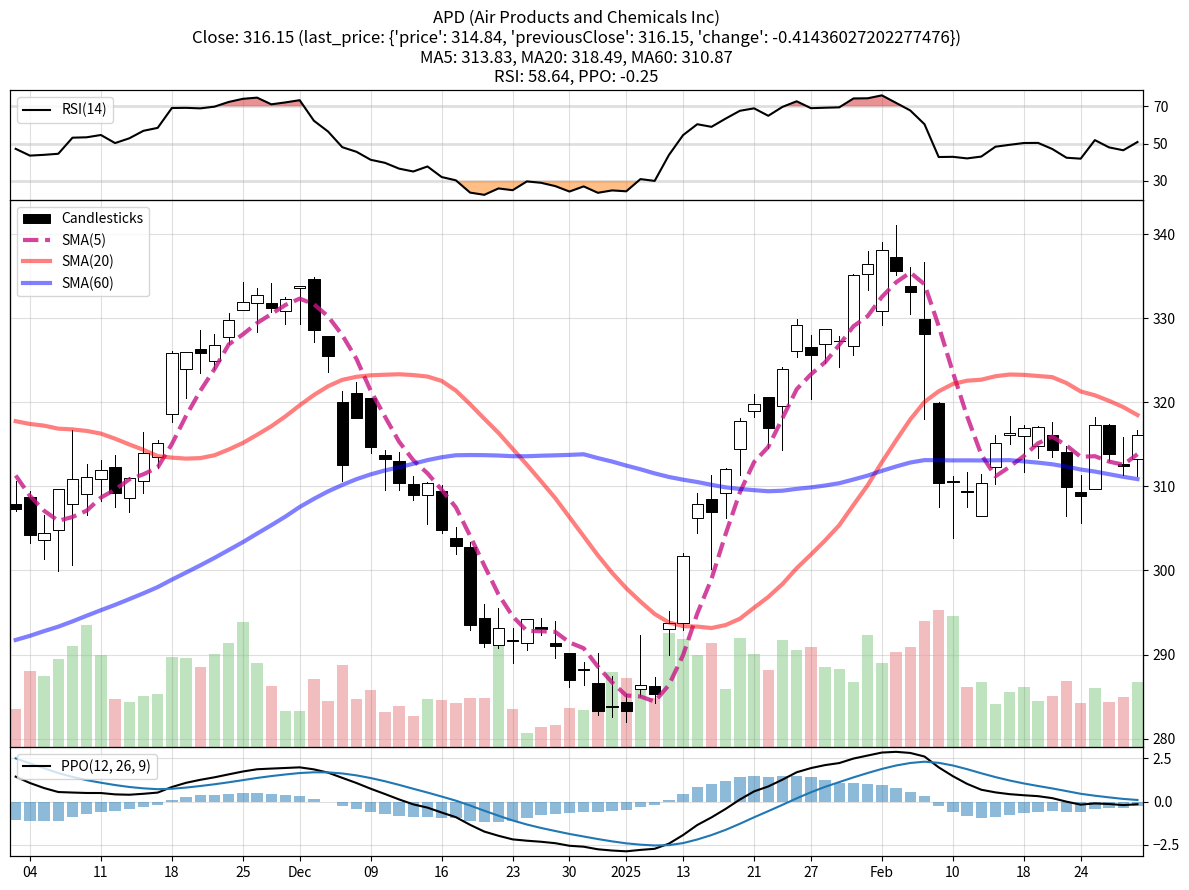 APD (Air Products and Chemicals Inc)
Close: 316.15 (last_price: {'price': 314.84, 'previousClose': 316.15, 'change': -0.41436027202277476})
MA5: 313.83, MA20: 318.49, MA60: 310.87
RSI: 58.64, PPO: -0.25
RSI(14)
70
50
30
Candlesticks
SMA(5)
SMA(20)
SMA(60)
340
330
320
310
300
290
280
PPO(12, 26, 9)
2.5
0.0
−2.5
04 11 18 25 Dec 09 16 23 30 2025 13 21 27 Feb 10 18 24